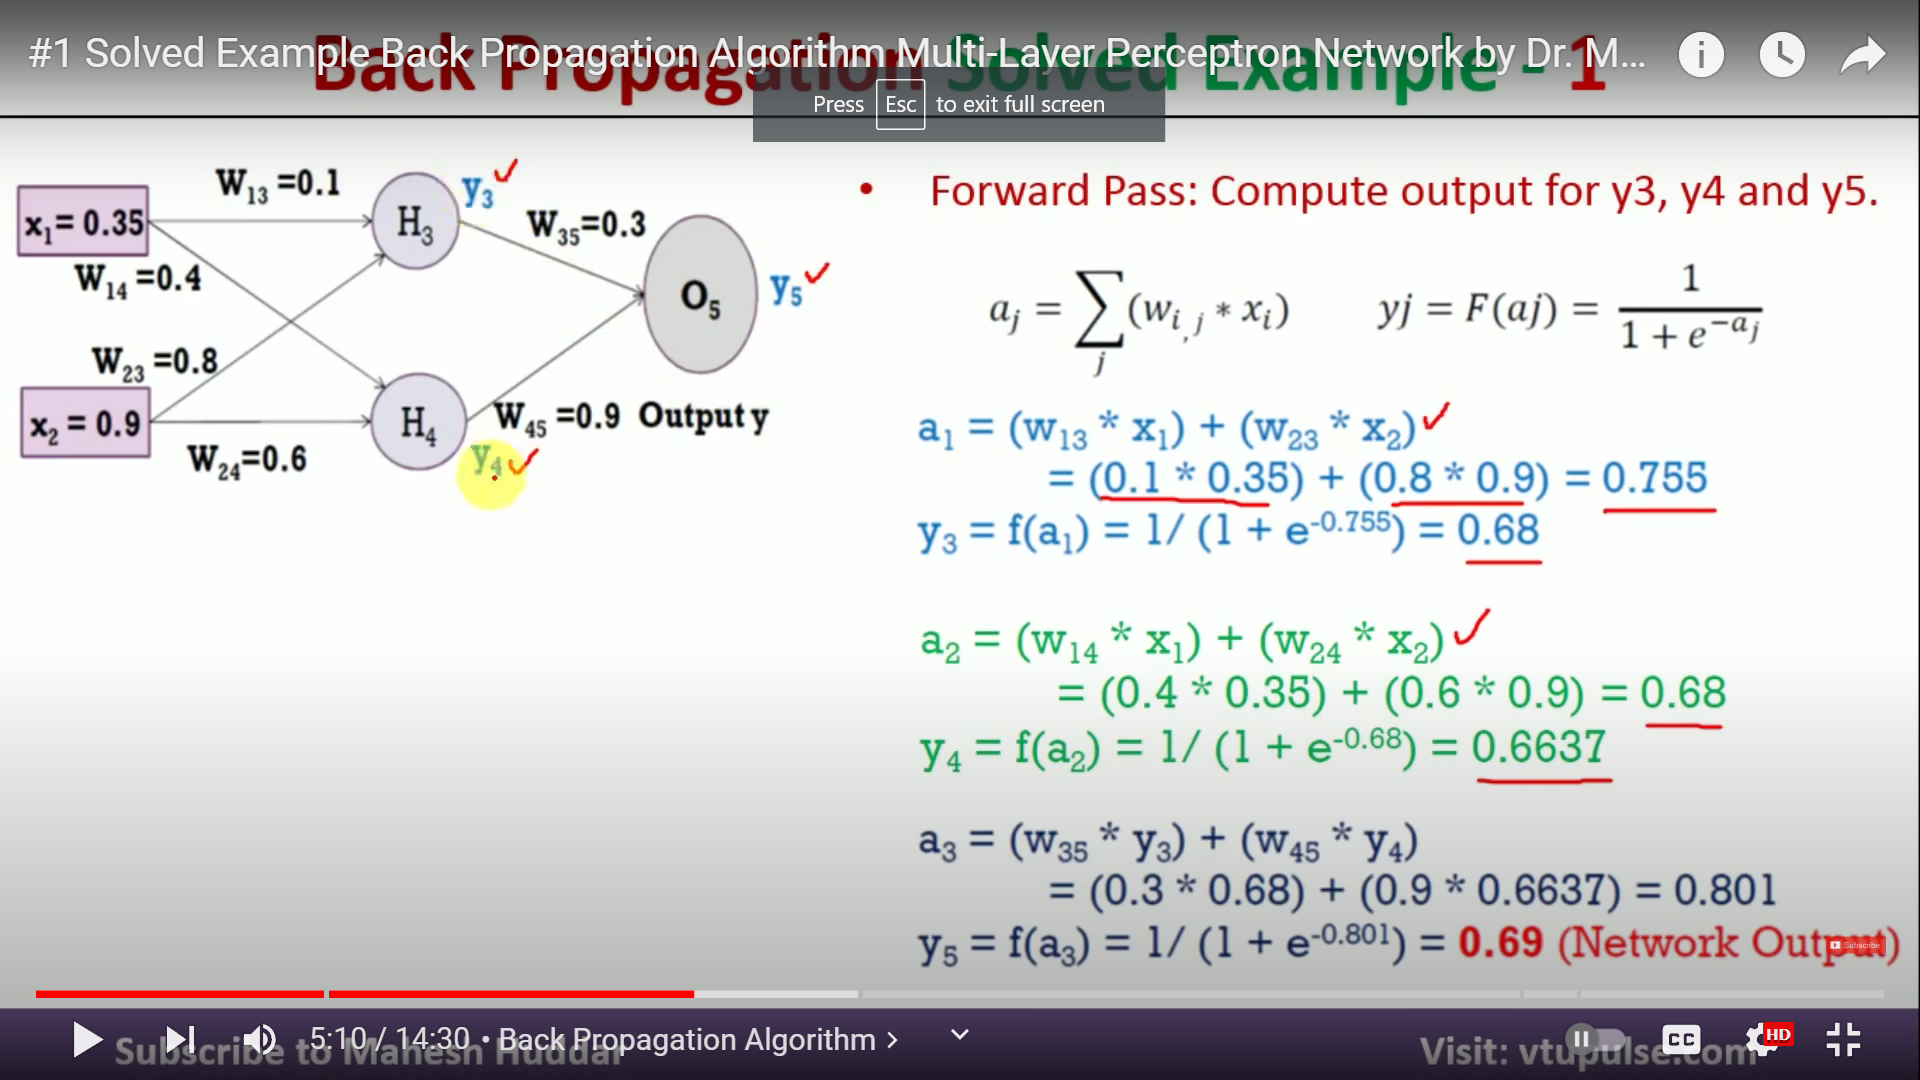 #1 Solved Example Back Propagation Algorithm Multi-Layer Perceptron Network by Dr. M...
Back Propagation Solved Example - 1
Press Esc to exit full screen
W13 =0.1
y3
x1= 0.35
H3
W35=0.3
W14 =0.4
O5
y5
W23 =0.8
x2 = 0.9
H4
W45 =0.9 Output y
W24=0.6
y4
• Forward Pass: Compute output for y3, y4 and y5.
aj = ∑j (wi,j * xi) yj = F(aj) = 1 / 1 + e^−aj
a1 = (w13 * x1) + (w23 * x2)
= (0.1 * 0.35) + (0.8 * 0.9) = 0.755
y3 = f(a1) = 1/ (1 + e^-0.755) = 0.68
a2 = (w14 * x1) + (w24 * x2)
= (0.4 * 0.35) + (0.6 * 0.9) = 0.68
y4 = f(a2) = 1/ (1 + e^-0.68) = 0.6637
a3 = (w35 * y3) + (w45 * y4)
= (0.3 * 0.68) + (0.9 * 0.6637) = 0.801
y5 = f(a3) = 1/ (1 + e^-0.801) = 0.69 (Network Output)
Subscribe
5:10 / 14:30 • Back Propagation Algorithm >
CC HD
Subscribe to Mahesh Huddar
Visit: vtupulse.com